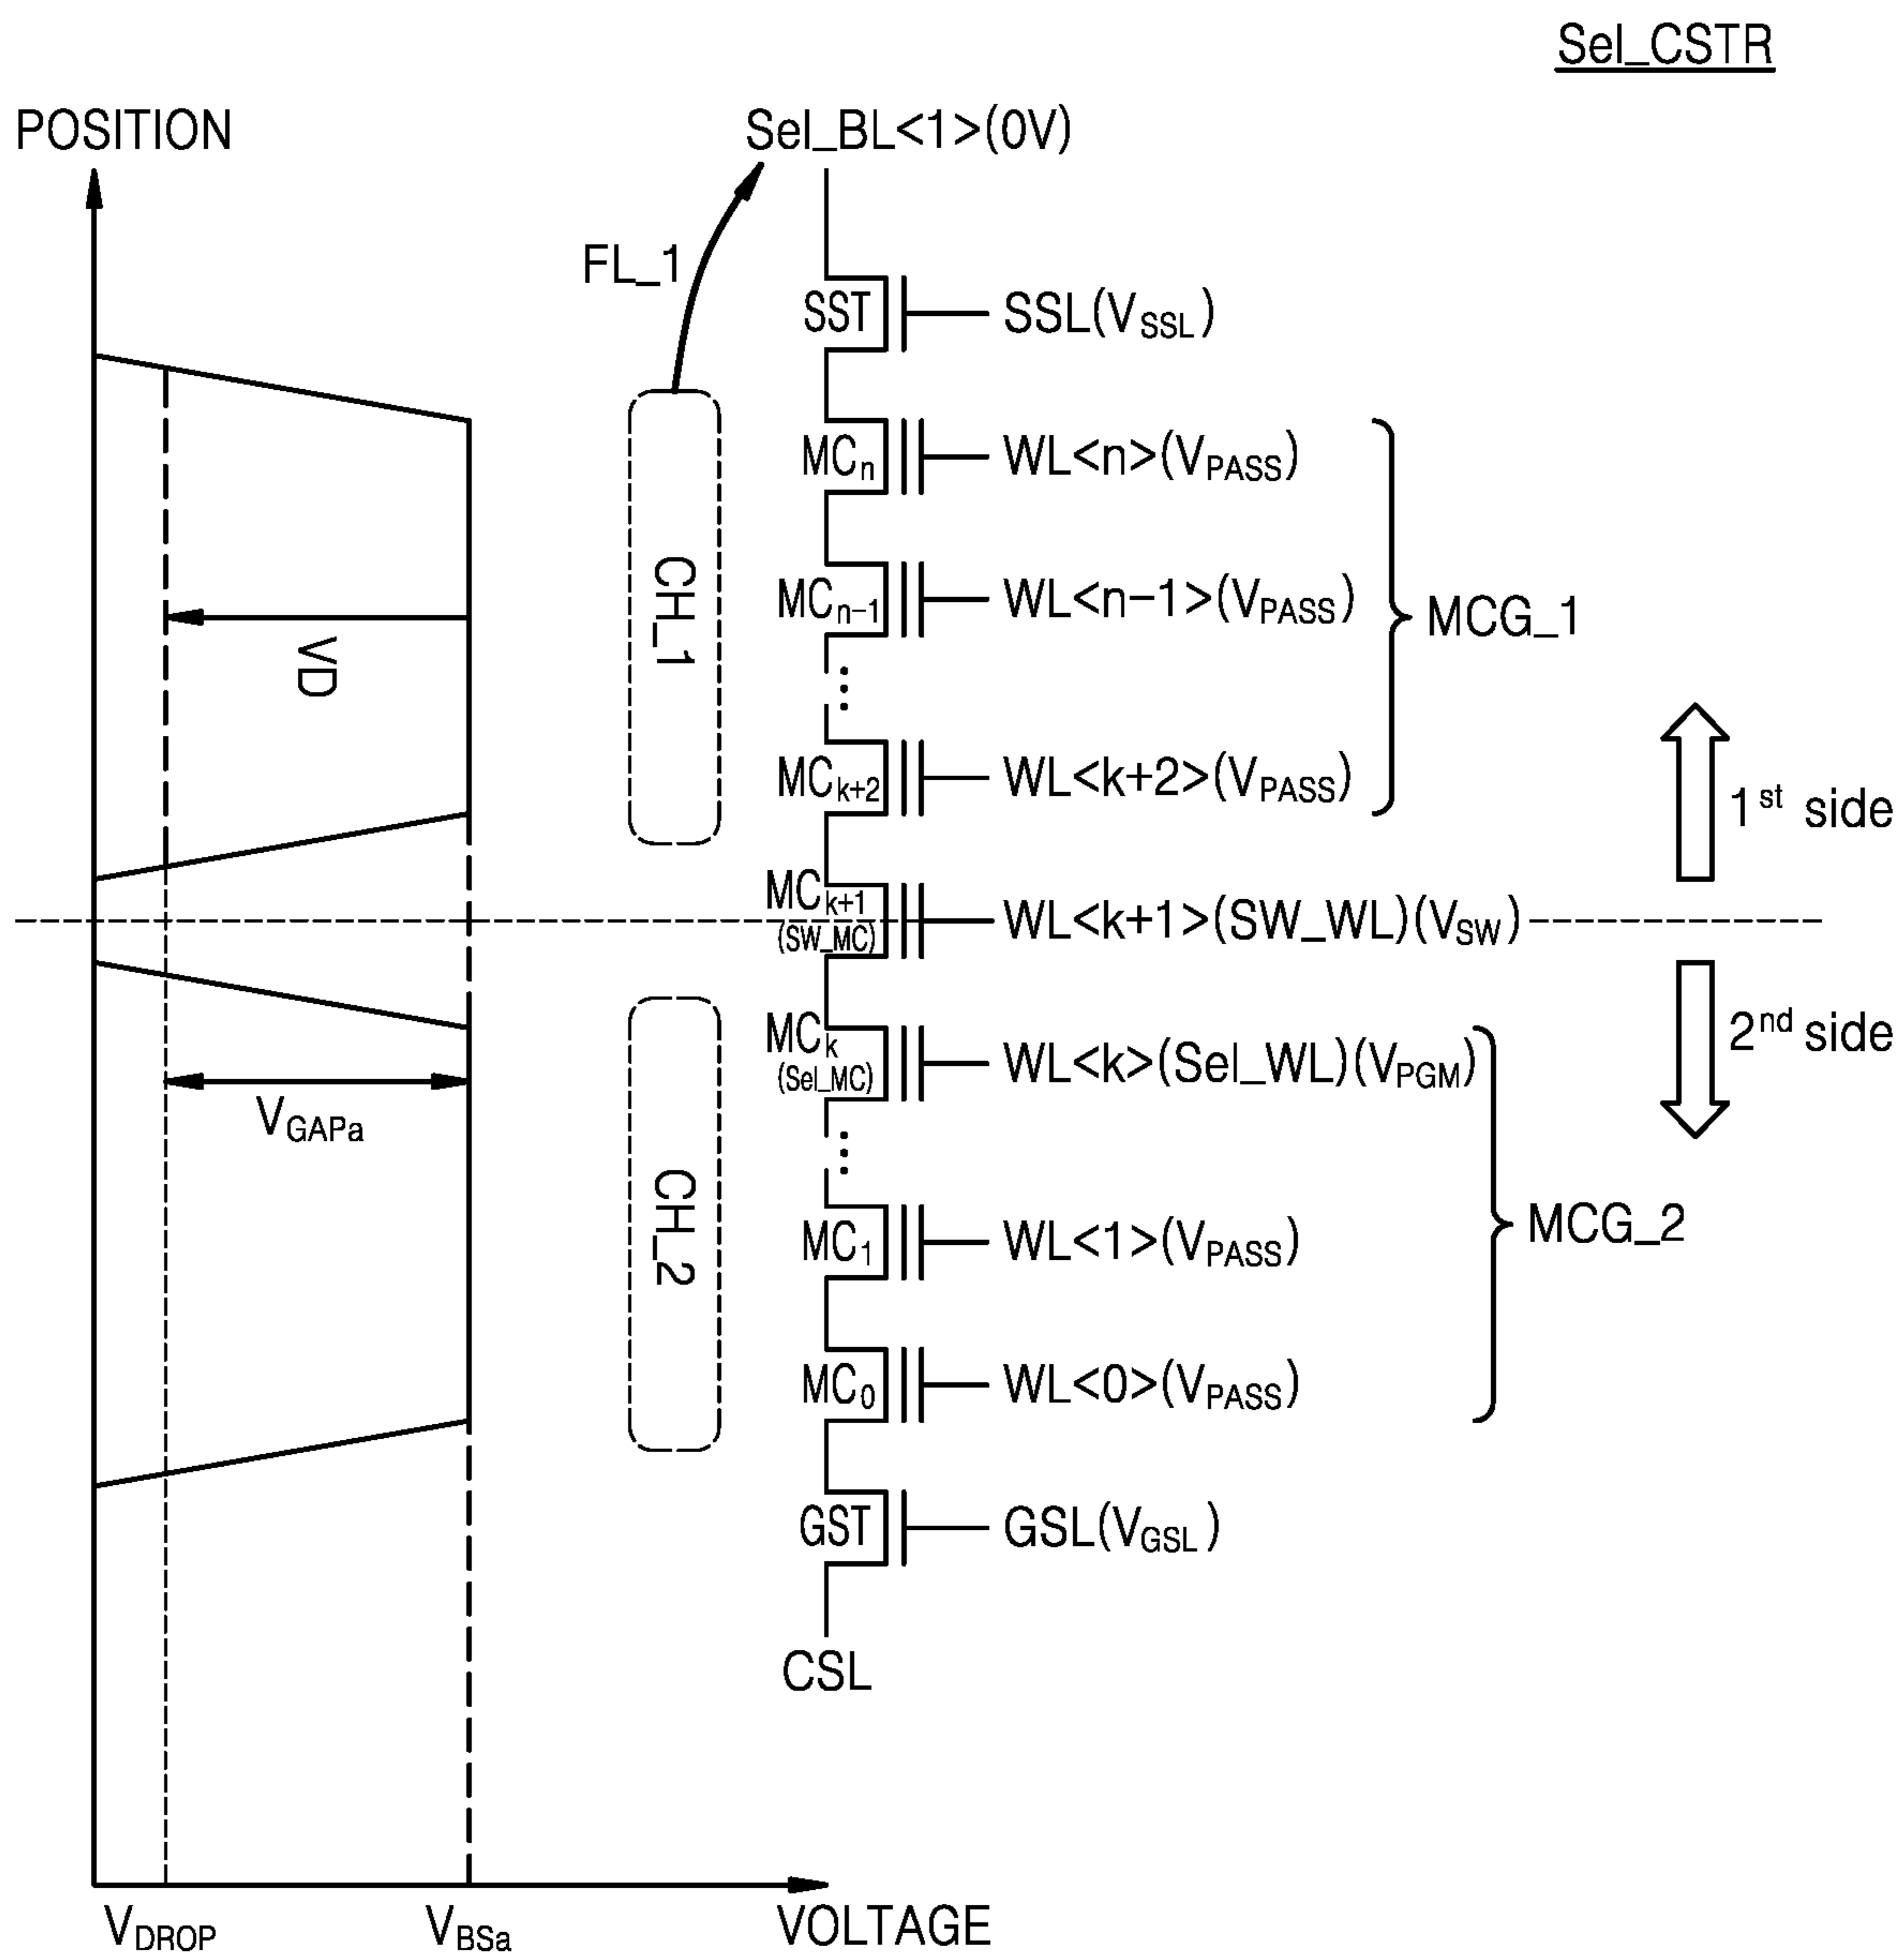 Sel_CSTR
POSITION
Sel_BL<1>(0V)
FL_1
SST
SSL(VSSL)
MCn
WL<n>(VPASS)
CH_1
MCn-1
WL<n-1>(VPASS)
MCG_1
VD
MCk+2
WL<k+2>(VPASS)
1st side
MCk+1
(SW_MC)
WL<k+1>(SW_WL)(VSW)
MCk
(Sel_MC)
WL<k>(Sel_WL)(VPGM)
2nd side
VGAPa
CH_2
MC1
WL<1>(VPASS)
MCG_2
MC0
WL<0>(VPASS)
GST
GSL(VGSL)
CSL
VDROP
VBSa
VOLTAGE